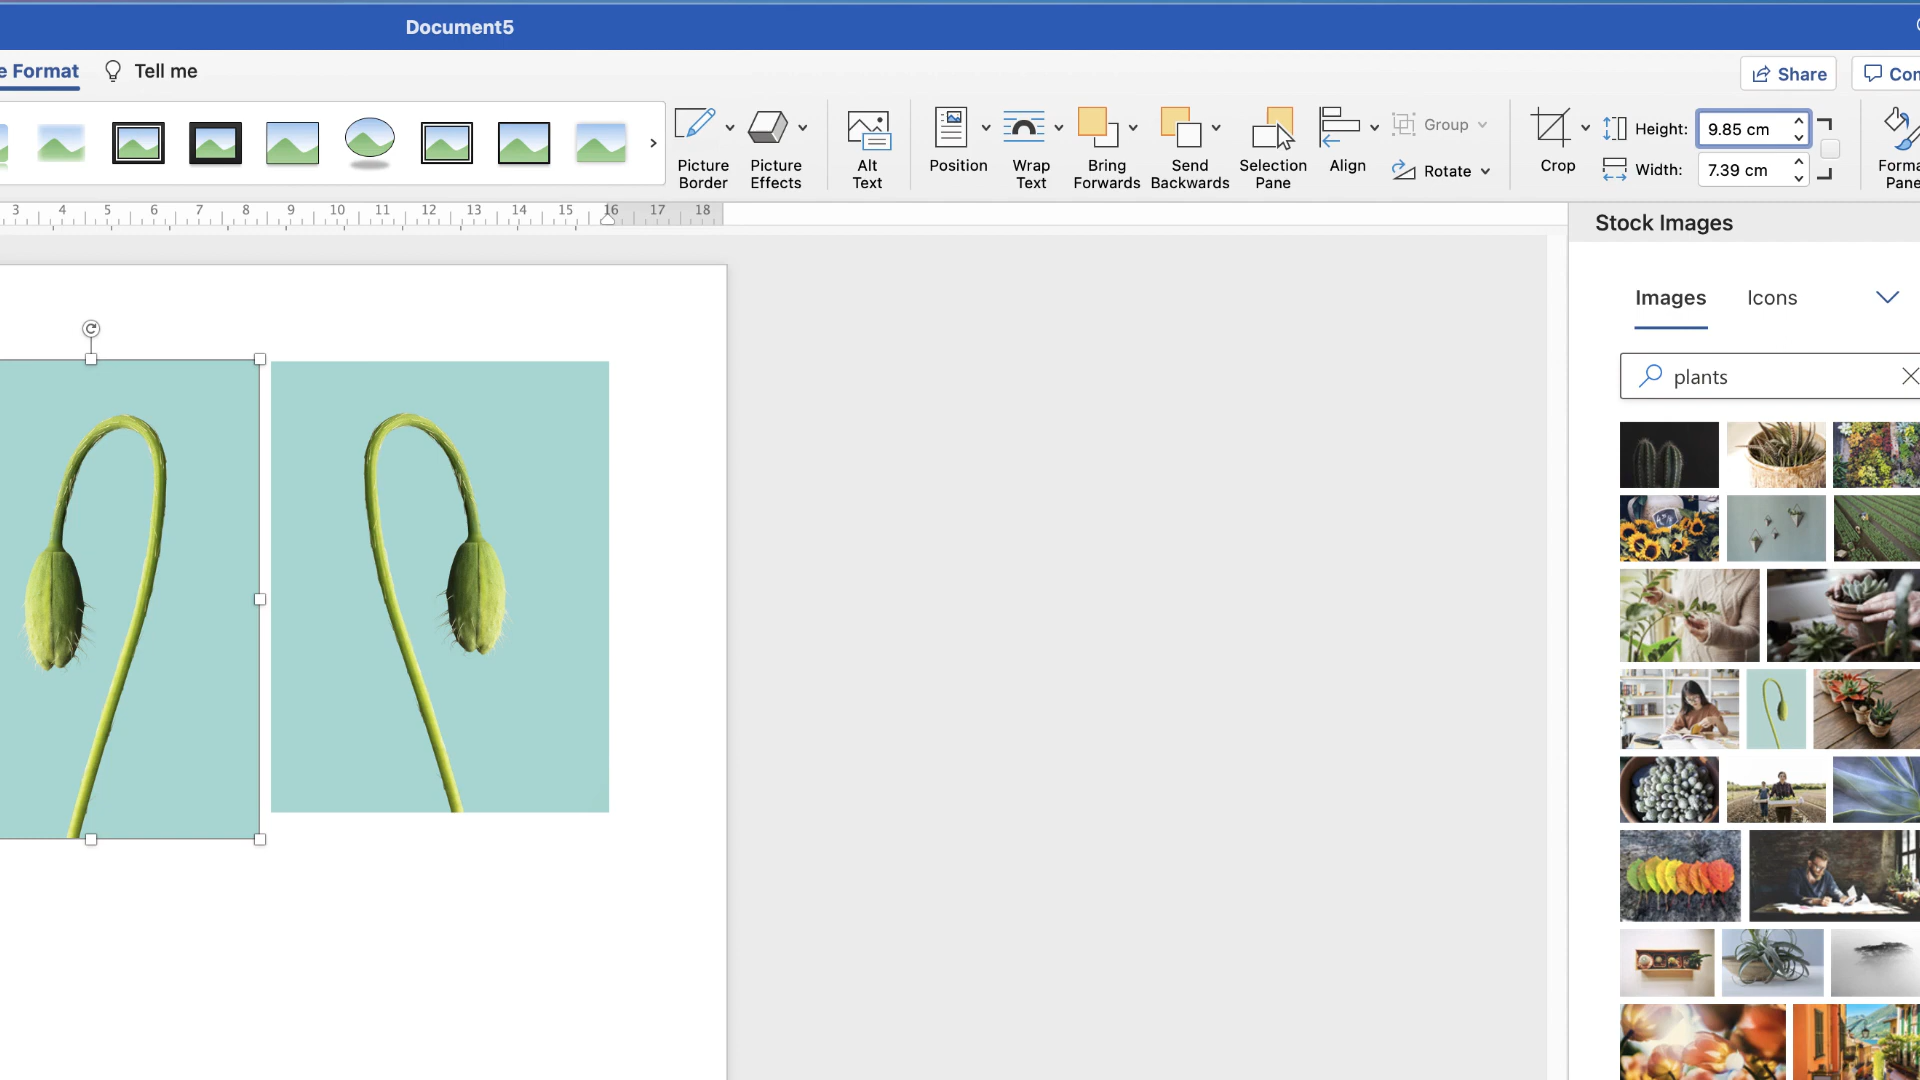 Document5
e Format
Tell me
Share
Con
Picture Border
Picture Effects
Alt Text
Position
Wrap Text
Bring Forwards
Send Backwards
Selection Pane
Align
Group
Rotate
Crop
Height: 9.85 cm
Width: 7.39 cm
Forma
Pane
3 4 5 6 7 8 9 10 11 12 13 14 15 16 17 18
Stock Images
Images Icons
plants